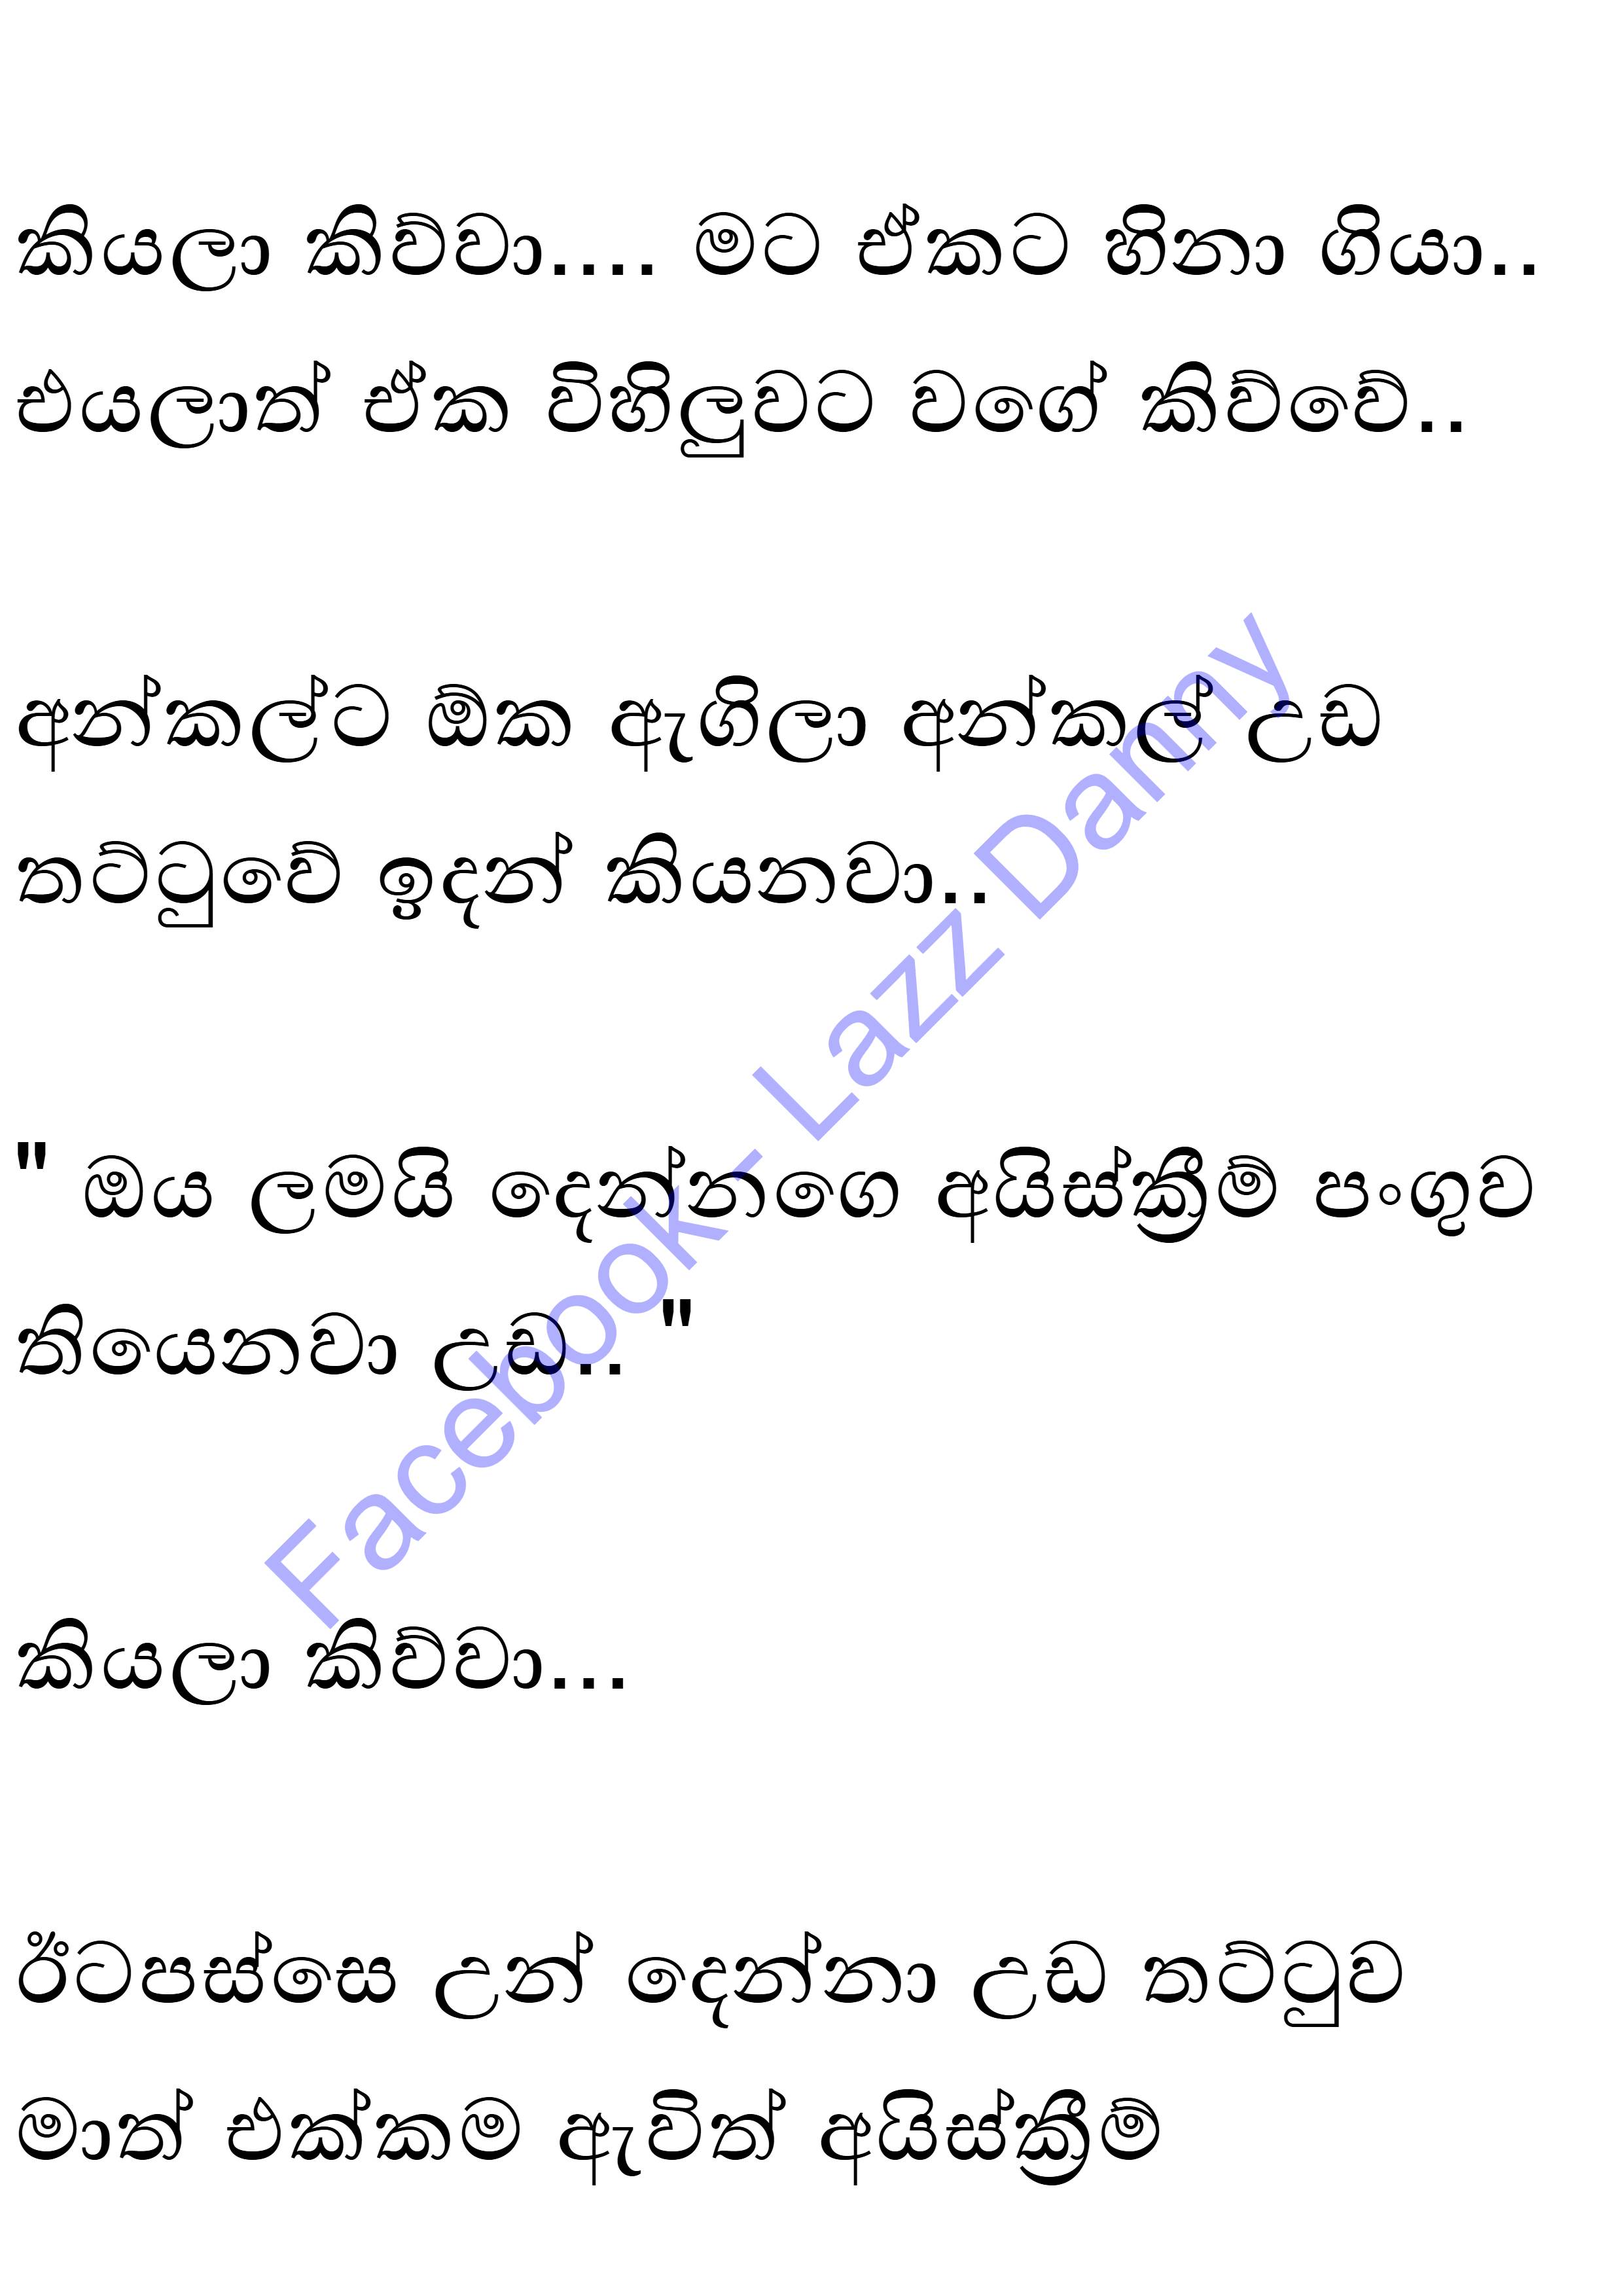 කියලා කිව්වා.... මට ඒකට හිනා ගියා..
එයලාත් ඒක විහිලුවට වගේ කිව්වේ..
අන්කල්ට ඕක ඇගිලා අන්කල් උඩ
තට්ටුවේ ඉදන් කියනවා..
" ඔය ලමයි දෙන්නගෙ අයිස්ක්‍රීම් පංගුව
තියෙනවා උඩ.. "
කියලා කිව්වා...
ඊටපස්සෙ උන් දෙන්නා උඩ තට්ටුව
මාත් එක්කම ඇවිත් අයිස්ක්‍රීම්
Facebook - Lazz Danny